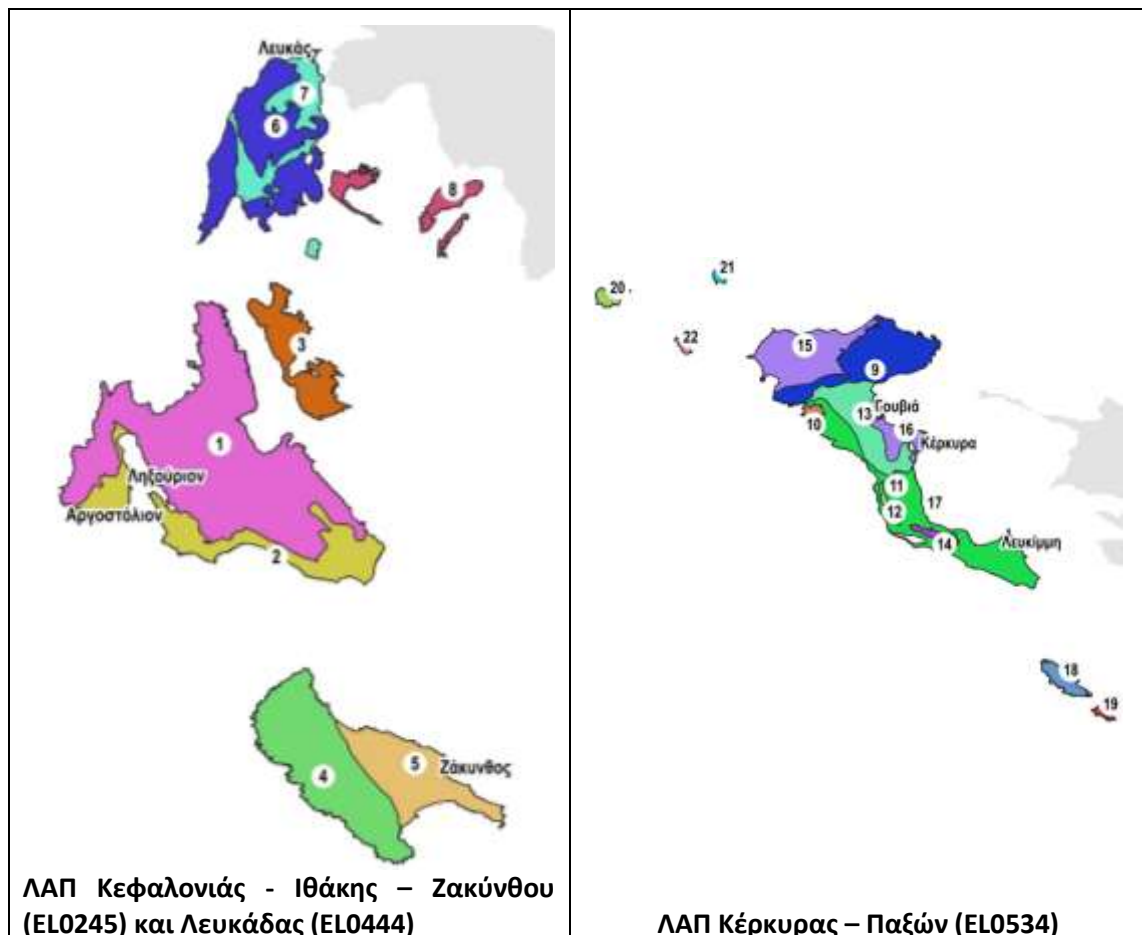 Λευκάς
7
6
8
3
1
Ληξούριον
Αργοστόλιον
2
4
5
Ζάκυνθος
ΛΑΠ Κεφαλονιάς - Ιθάκης – Ζακύνθου
(EL0245) και Λευκάδας (EL0444)
21
20
22
15
9
Γουβιά
13
10
16
Κέρκυρα
11
17
12
Λευκίμμη
14
18
19
ΛΑΠ Κέρκυρας – Παξών (EL0534)